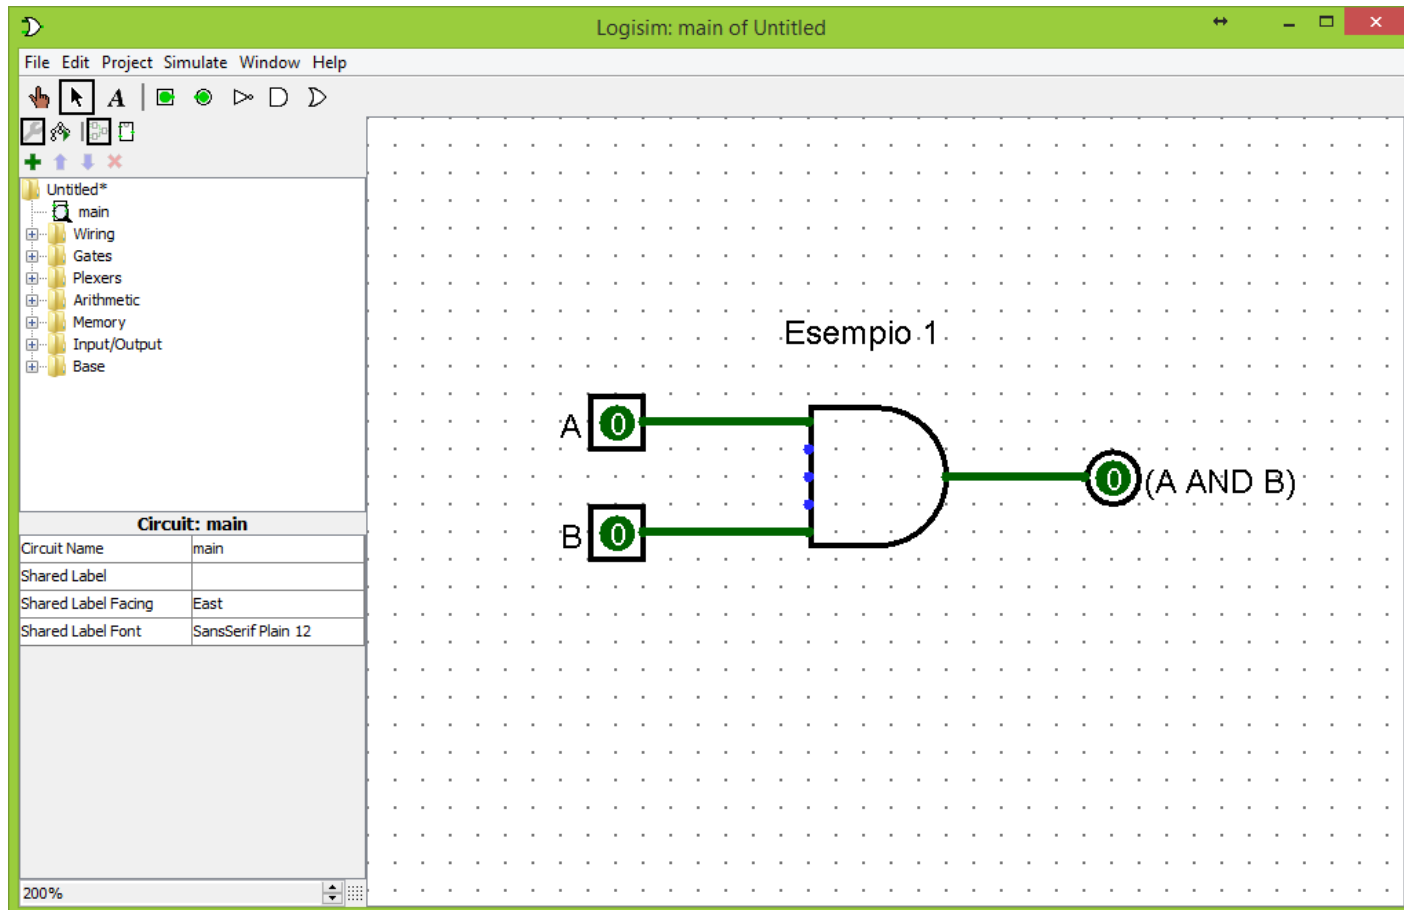 Logisim: main of Untitled
File Edit Project Simulate Window Help
A
Untitled*
main
Wiring
Gates
Plexers
Arithmetic
Memory
Input/Output
Base
Circuit: main
Circuit Name main
Shared Label
Shared Label Facing East
Shared Label Font SansSerif Plain 12
200%
Esempio 1
A 0
0 (A AND B)
B 0